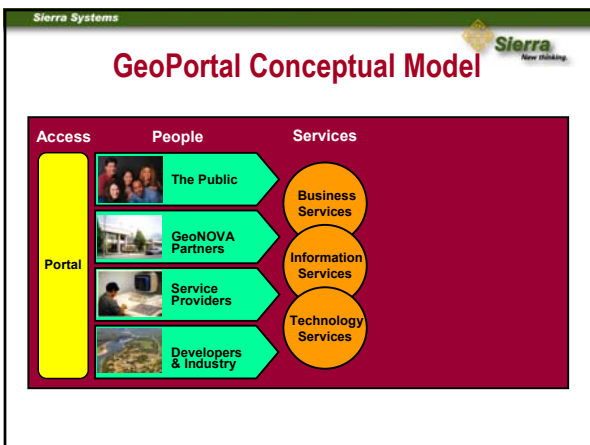 Sierra Systems
Sierra
New thinking.
GeoPortal Conceptual Model
Access
People
Services
Portal
The Public
GeoNOVA
Partners
Service
Providers
Developers
& Industry
Business
Services
Information
Services
Technology
Services